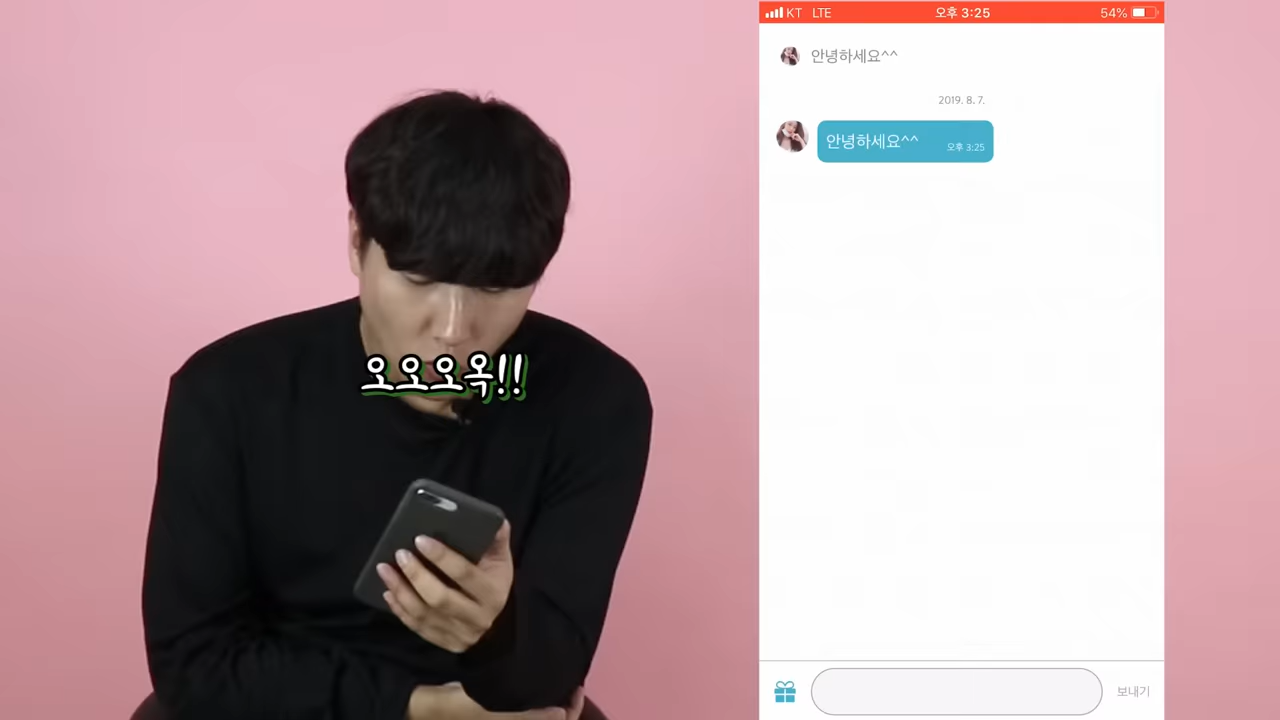 KT LTE 오후 3:25 54%
안녕하세요^^
2019. 8. 7.
안녕하세요^^ 오후 3:25
오오오옥!!
보내기